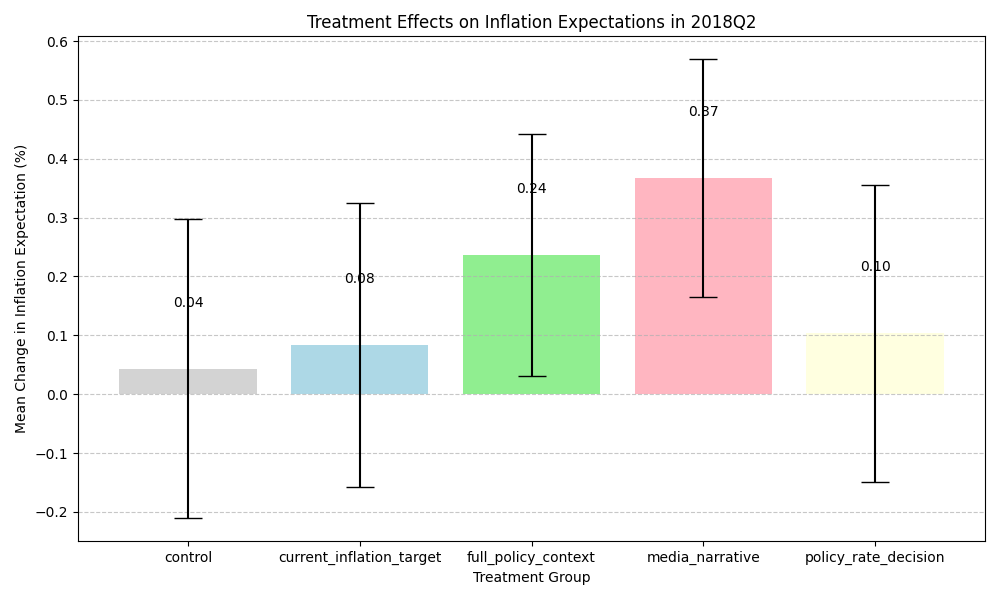 Treatment Effects on Inflation Expectations in 2018Q2
Mean Change in Inflation Expectation (%)
0.6
0.5
0.4
0.3
0.2
0.1
0.0
−0.1
−0.2
0.04
0.08
0.24
0.37
0.10
control
current_inflation_target
full_policy_context
media_narrative
policy_rate_decision
Treatment Group